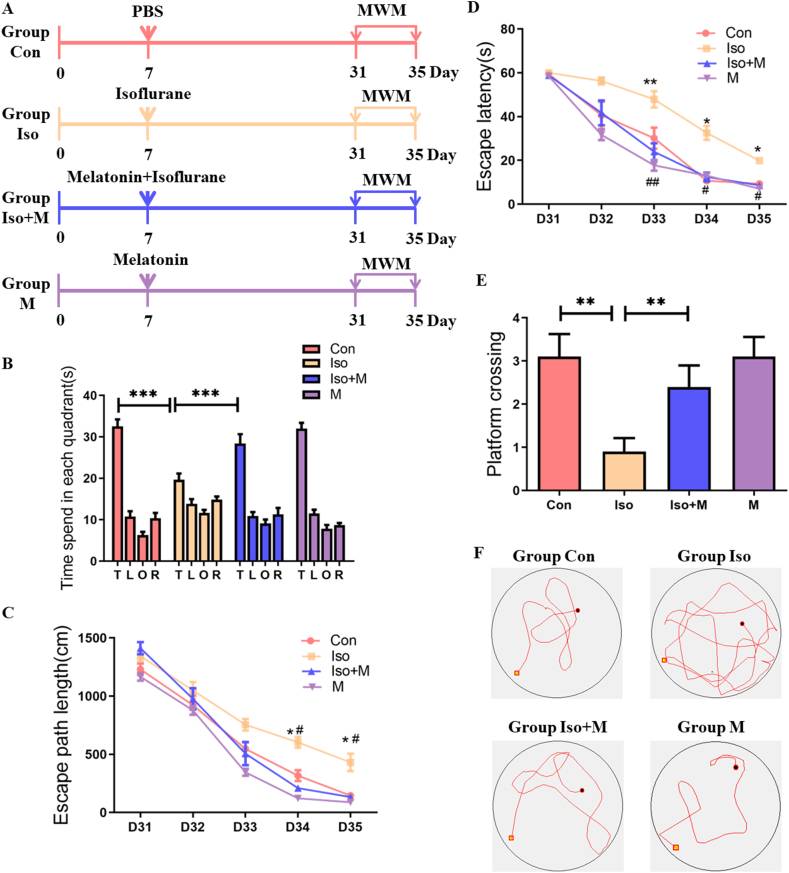 A
PBS
MWM
Group
Con
0
7
31
35 Day
Isoflurane
MWM
Group
Iso
0
7
31
35 Day
Melatonin+Isoflurane
MWM
Group
Iso+M
0
7
31
35 Day
Melatonin
MWM
Group
M
0
7
31
35 Day
B
Con
Iso
Iso+M
M
Time spend in each quadrant(s)
40
30
20
10
0
*** ***
T L O R T L O R T L O R T L O R
C
Escape path length(cm)
1500
1000
500
0
Con
Iso
Iso+M
M
*# *#
D31 D32 D33 D34 D35
D
Escape latency(s)
80
60
40
20
0
Con
Iso
Iso+M
M
** * *
## # #
D31 D32 D33 D34 D35
E
Platform crossing
4
3
2
1
0
** **
Con Iso Iso+M M
F
Group Con Group Iso
Group Iso+M Group M